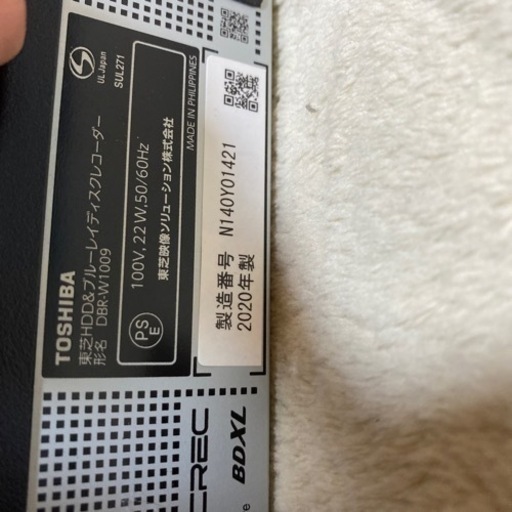 TOSHIBA
東芝HDD&ブルーレイディスクレコーダー
形名 DBR-W1009
UL Japan
SUL271
PS
E
100V, 22 W, 50/60Hz
東芝映像ソリューション株式会社
MADE IN PHILIPPINES
製造番号 N140Y01421
2020年製
CREC
BDXL